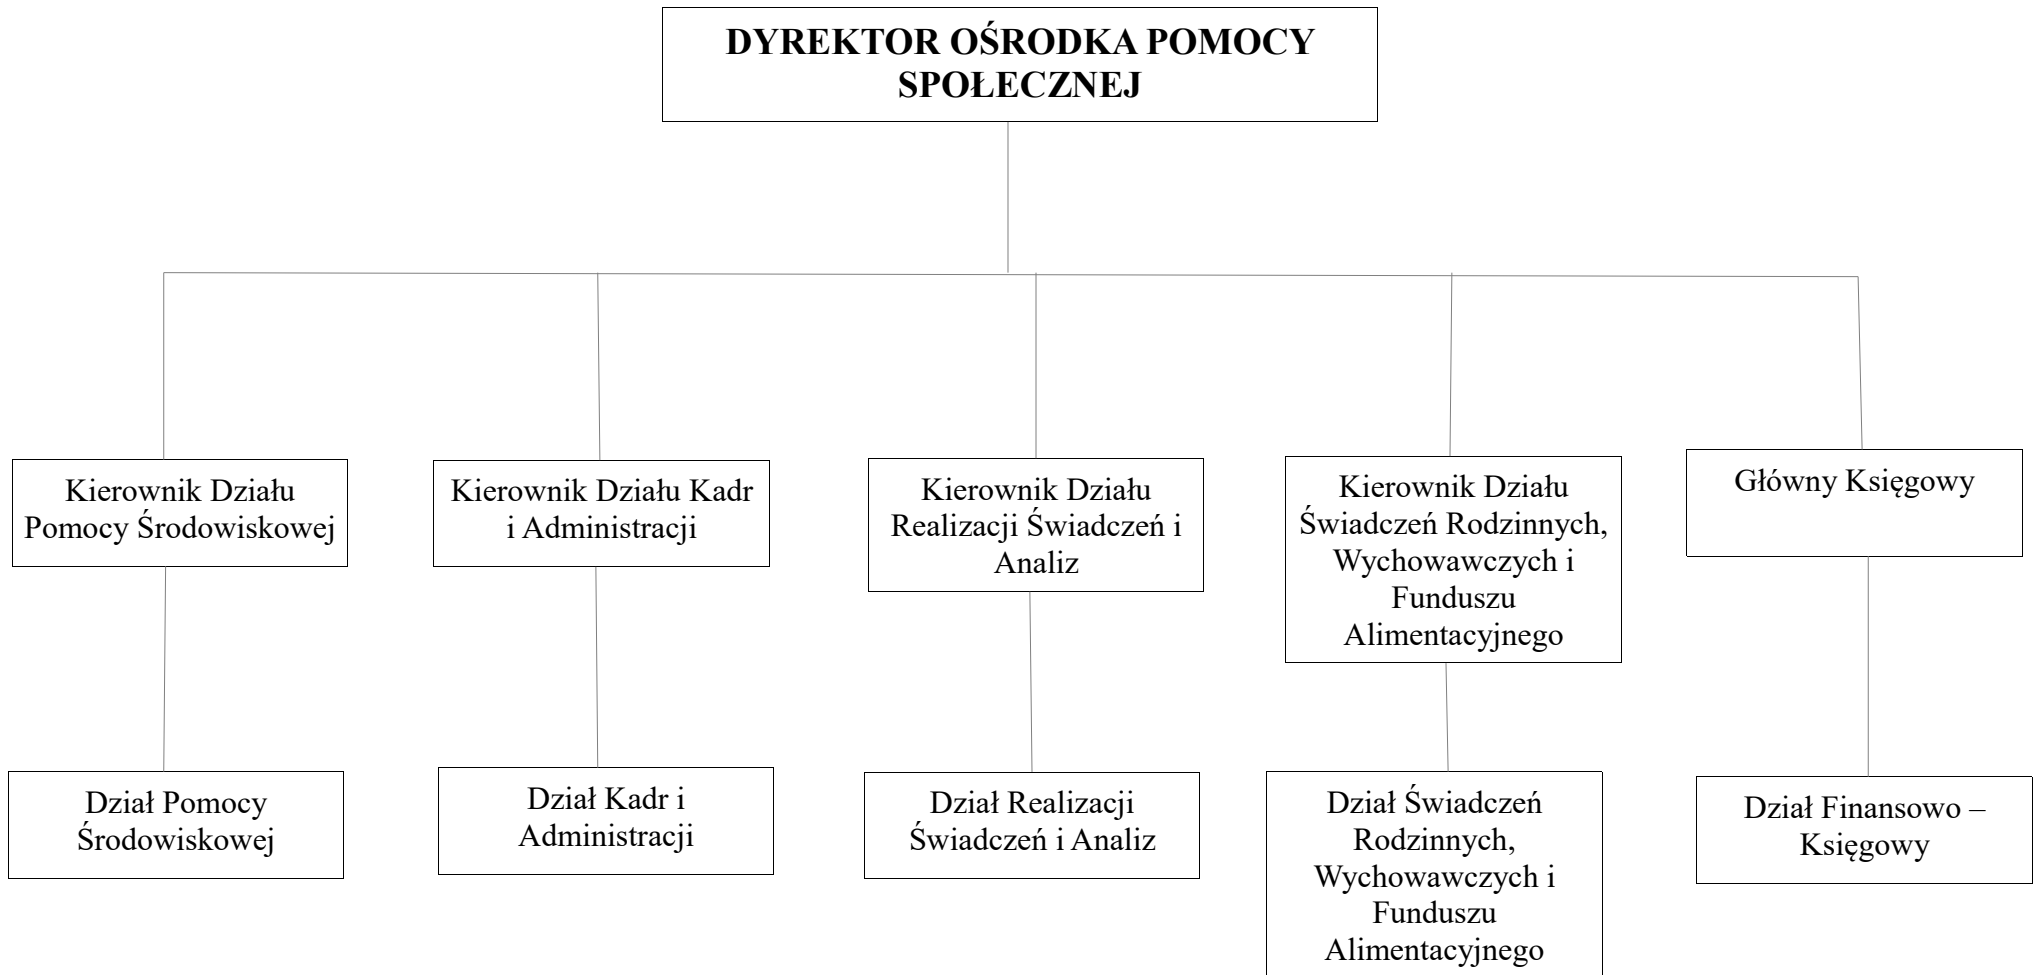 DYREKTOR OŚRODKA POMOCY
SPOŁECZNEJ
Kierownik Działu
Pomocy Środowiskowej
Kierownik Działu Kadr
i Administracji
Kierownik Działu
Realizacji Świadczeń i
Analiz
Kierownik Działu
Świadczeń Rodzinnych,
Wychowawczych i
Funduszu
Alimentacyjnego
Główny Księgowy
Dział Pomocy
Środowiskowej
Dział Kadr i
Administracji
Dział Realizacji
Świadczeń i Analiz
Dział Świadczeń
Rodzinnych,
Wychowawczych i
Funduszu
Alimentacyjnego
Dział Finansowo –
Księgowy